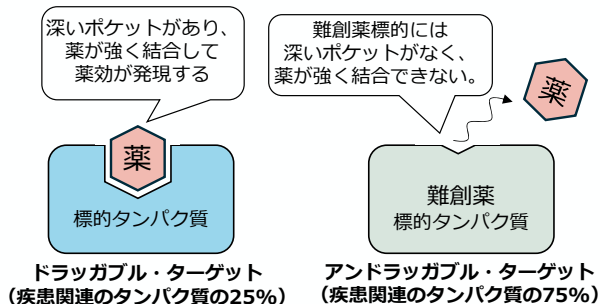 深いポケットがあり、
薬が強く結合して
薬効が発現する
難創薬標的には
深いポケットがなく、
薬が強く結合できない。
薬
薬
標的タンパク質
難創薬
標的タンパク質
ドラッガブル・ターゲット
(疾患関連のタンパク質の25%)
アンドラッガブル・ターゲット
(疾患関連のタンパク質の75%)